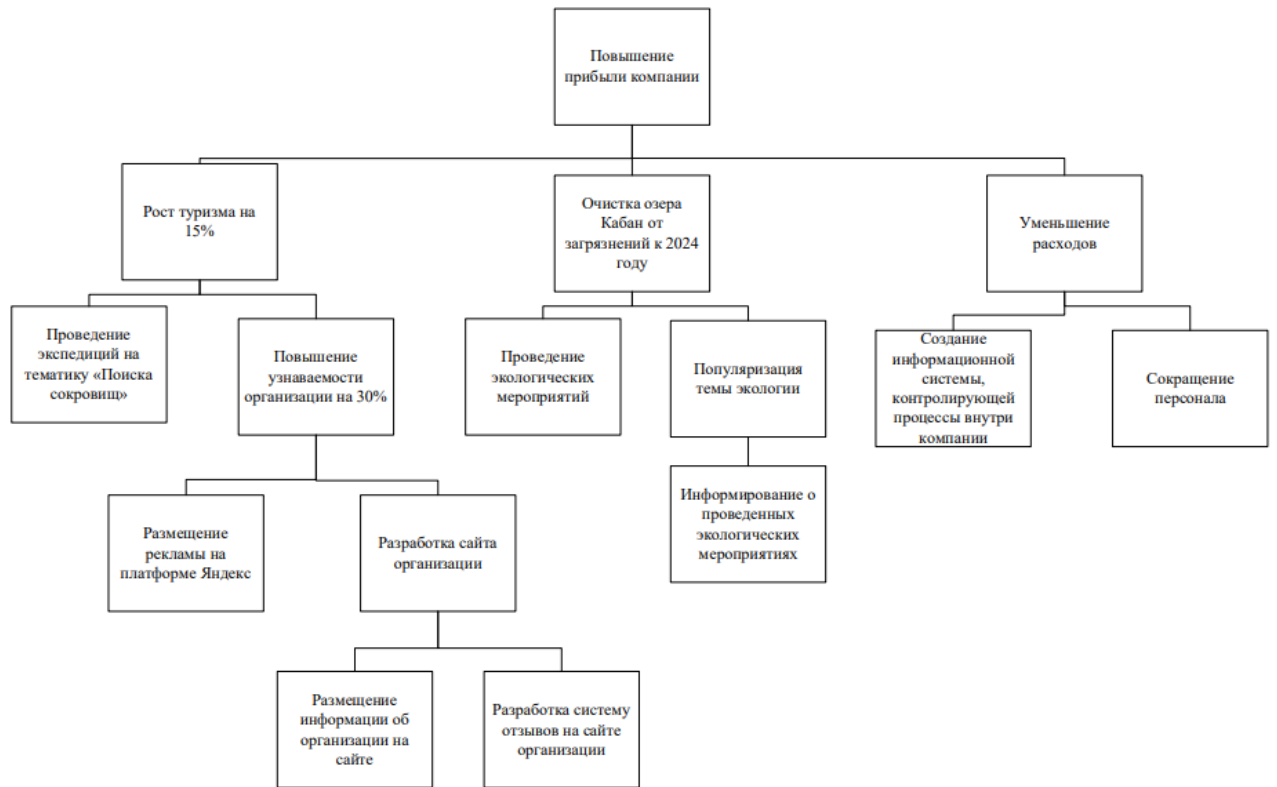 Повышение
прибыли компании
Рост туризма на
15%
Очистка озера
Кабан от
загрязнений к 2024
году
Уменьшение
расходов
Проведение
экспедиций на
тематику «Поиска
сокровищ»
Повышение
узнаваемости
организации на 30%
Проведение
экологических
мероприятий
Популяризация
темы экологии
Создание
информационной
системы,
контролирующей
процессы внутри
компании
Сокращение
персонала
Размещение
рекламы на
платформе Яндекс
Разработка сайта
организации
Информирование о
проведенных
экологических
мероприятиях
Размещение
информации об
организации на
сайте
Разработка систему
отзывов на сайте
организации